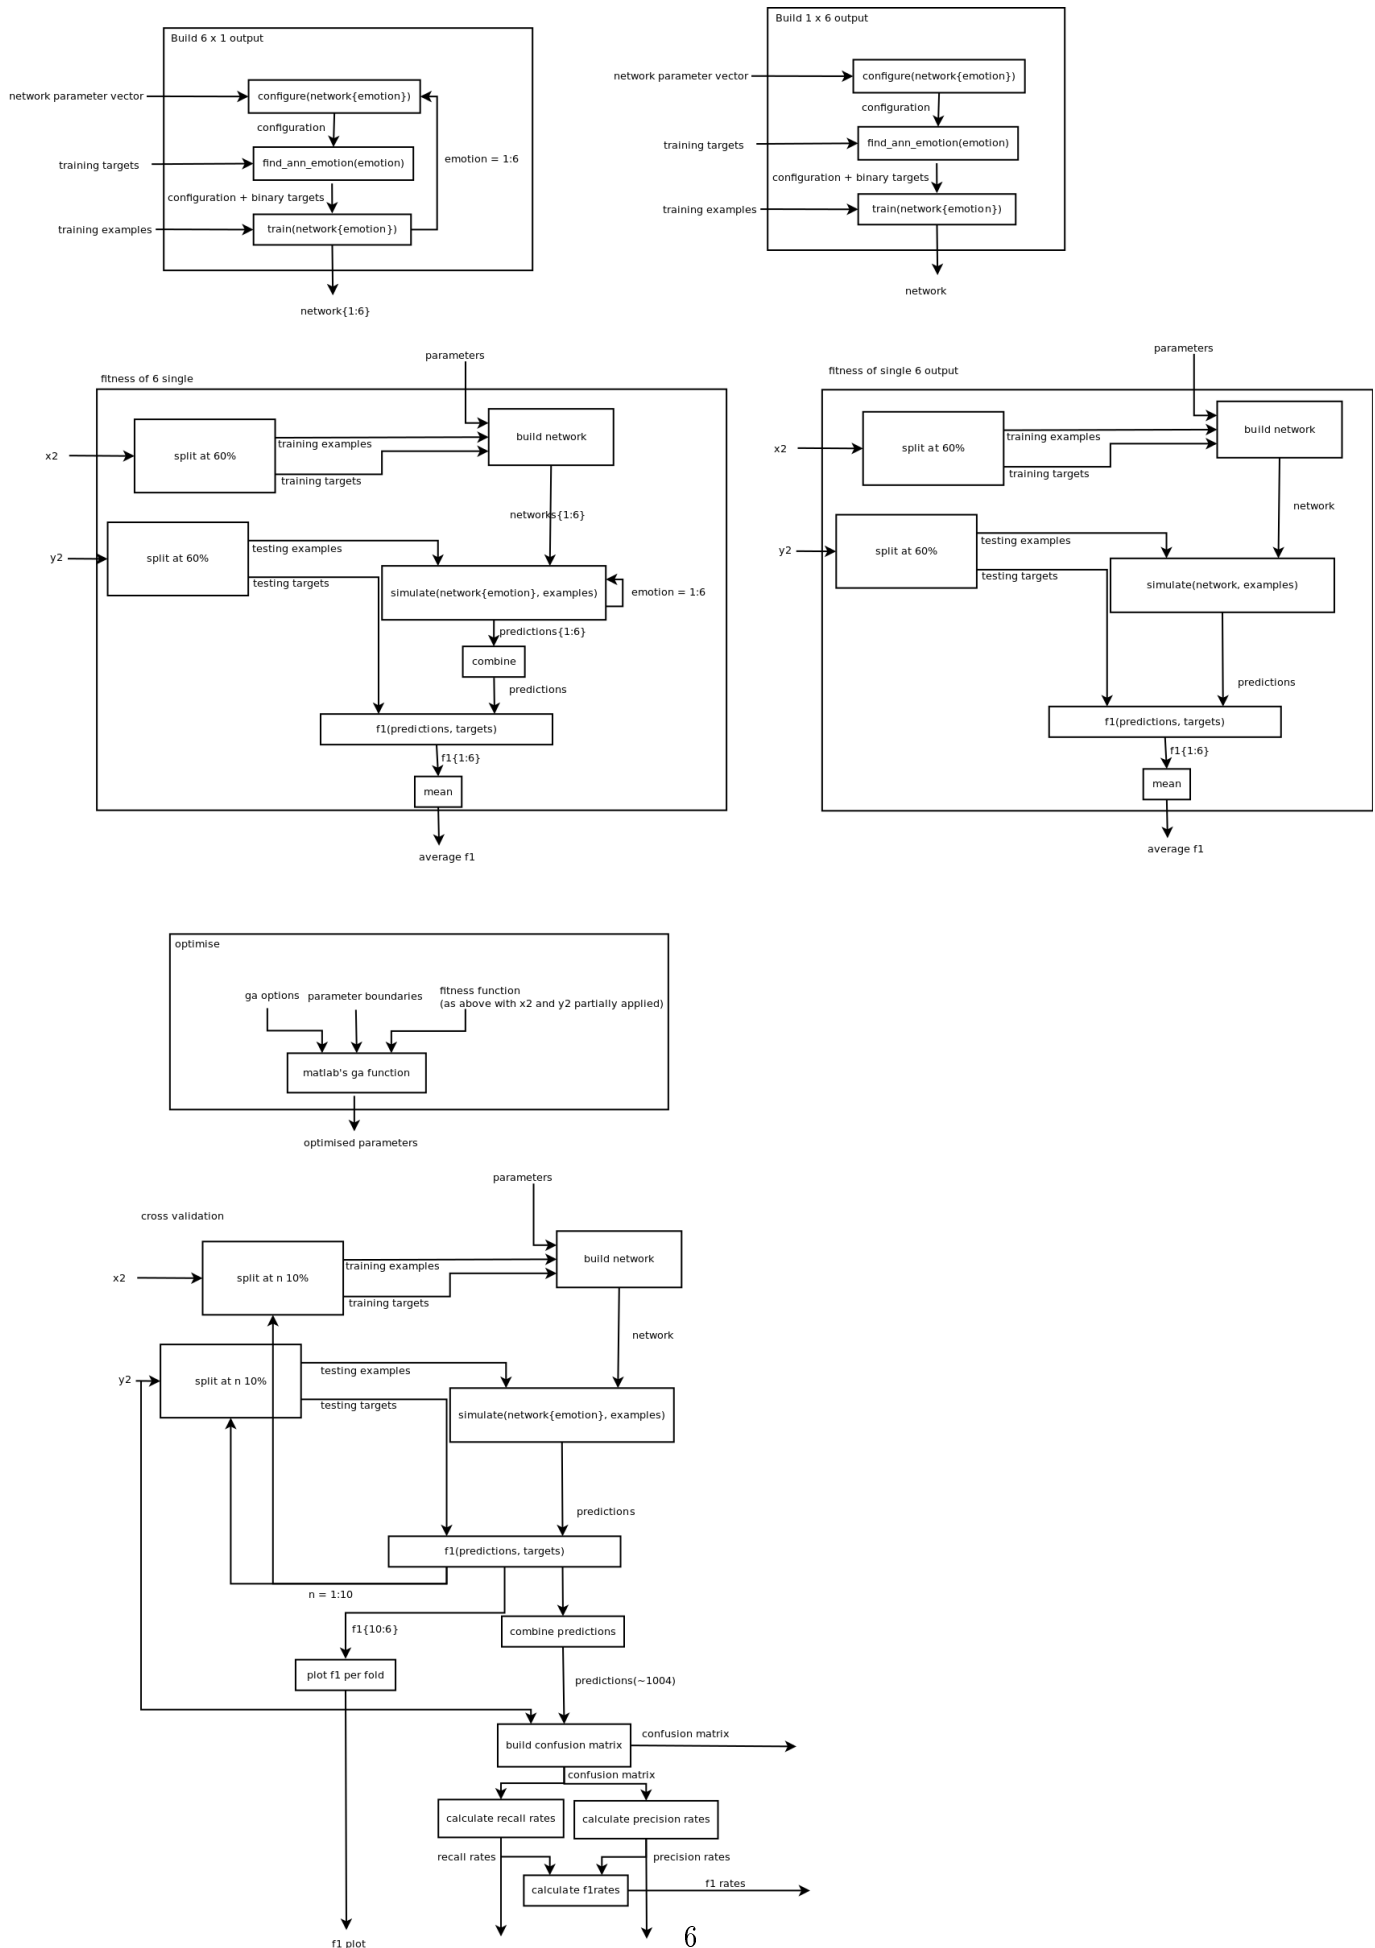 Build 6 x 1 output
network parameter vector
configure(network{emotion})
configuration
training targets
find_ann_emotion(emotion)
emotion = 1:6
configuration + binary targets
training examples
train(network{emotion})
network{1:6}
Build 1 x 6 output
network parameter vector
configure(network{emotion})
configuration
training targets
find_ann_emotion(emotion)
configuration + binary targets
training examples
train(network{emotion})
network
fitness of 6 single
parameters
x2
split at 60%
training examples
training targets
build network
networks{1:6}
y2
split at 60%
testing examples
testing targets
simulate(network{emotion}, examples)
emotion = 1:6
predictions{1:6}
combine
predictions
f1(predictions, targets)
f1{1:6}
mean
average f1
fitness of single 6 output
parameters
x2
split at 60%
training examples
training targets
build network
network
y2
split at 60%
testing examples
testing targets
simulate(network, examples)
predictions
f1(predictions, targets)
f1{1:6}
mean
average f1
optimise
ga options
parameter boundaries
fitness function
(as above with x2 and y2 partially applied)
matlab's ga function
optimised parameters
cross validation
parameters
x2
split at n 10%
training examples
training targets
build network
network
y2
split at n 10%
testing examples
testing targets
simulate(network{emotion}, examples)
predictions
f1(predictions, targets)
n = 1:10
f1{10:6}
combine predictions
plot f1 per fold
predictions(~1004)
build confusion matrix
confusion matrix
confusion matrix
calculate recall rates
calculate precision rates
recall rates
precision rates
calculate f1rates
f1 rates
f1 plot
6